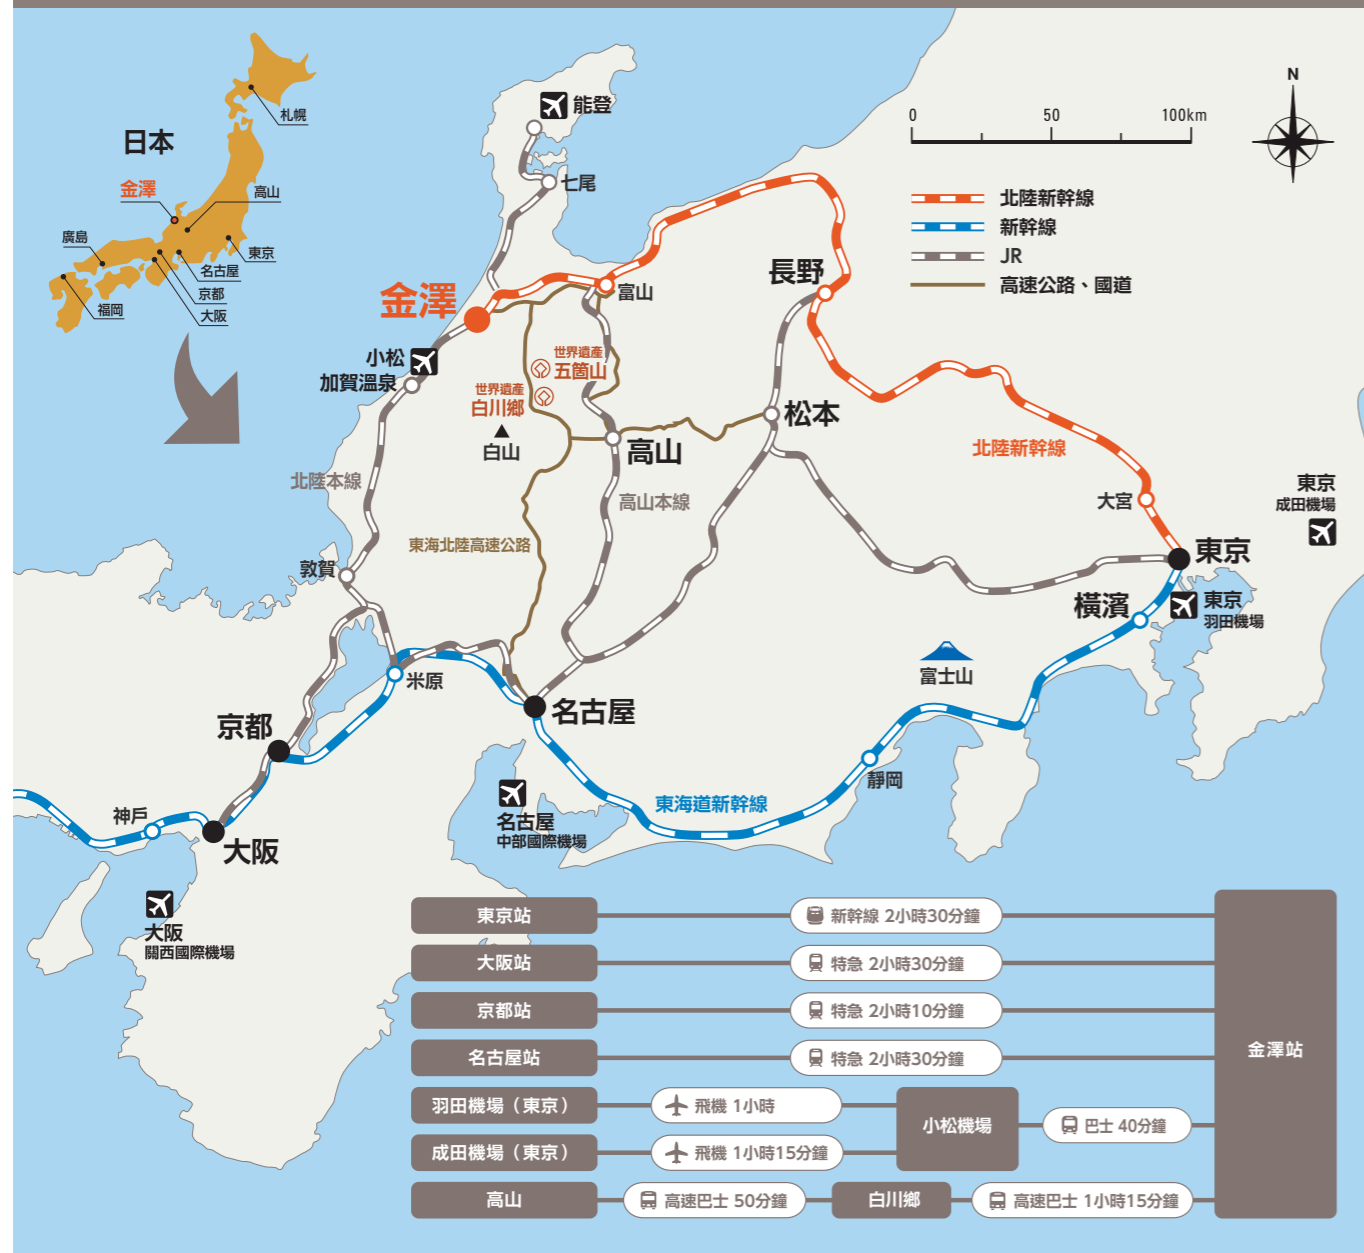 日本
札幌
金澤
高山
廣島
東京
名古屋
京都
福岡
大阪
N
0 50 100km
北陸新幹線
新幹線
JR
高速公路、國道
能登
七尾
長野
富山
金澤
小松
加賀溫泉
世界遺產
五箇山
世界遺產
白川鄉
白山
高山
松本
北陸新幹線
北陸本線
高山本線
東海北陸高速公路
大宮
東京
成田機場
東京
敦賀
橫濱
東京
羽田機場
富士山
米原
名古屋
京都
靜岡
東海道新幹線
神戶
大阪
名古屋
中部國際機場
大阪
關西國際機場
東京站 新幹線 2小時30分鐘
大阪站 特急 2小時30分鐘
京都站 特急 2小時10分鐘
名古屋站 特急 2小時30分鐘
金澤站
羽田機場（東京） 飛機 1小時
小松機場 巴士 40分鐘
成田機場（東京） 飛機 1小時15分鐘
高山 高速巴士 50分鐘 白川鄉 高速巴士 1小時15分鐘